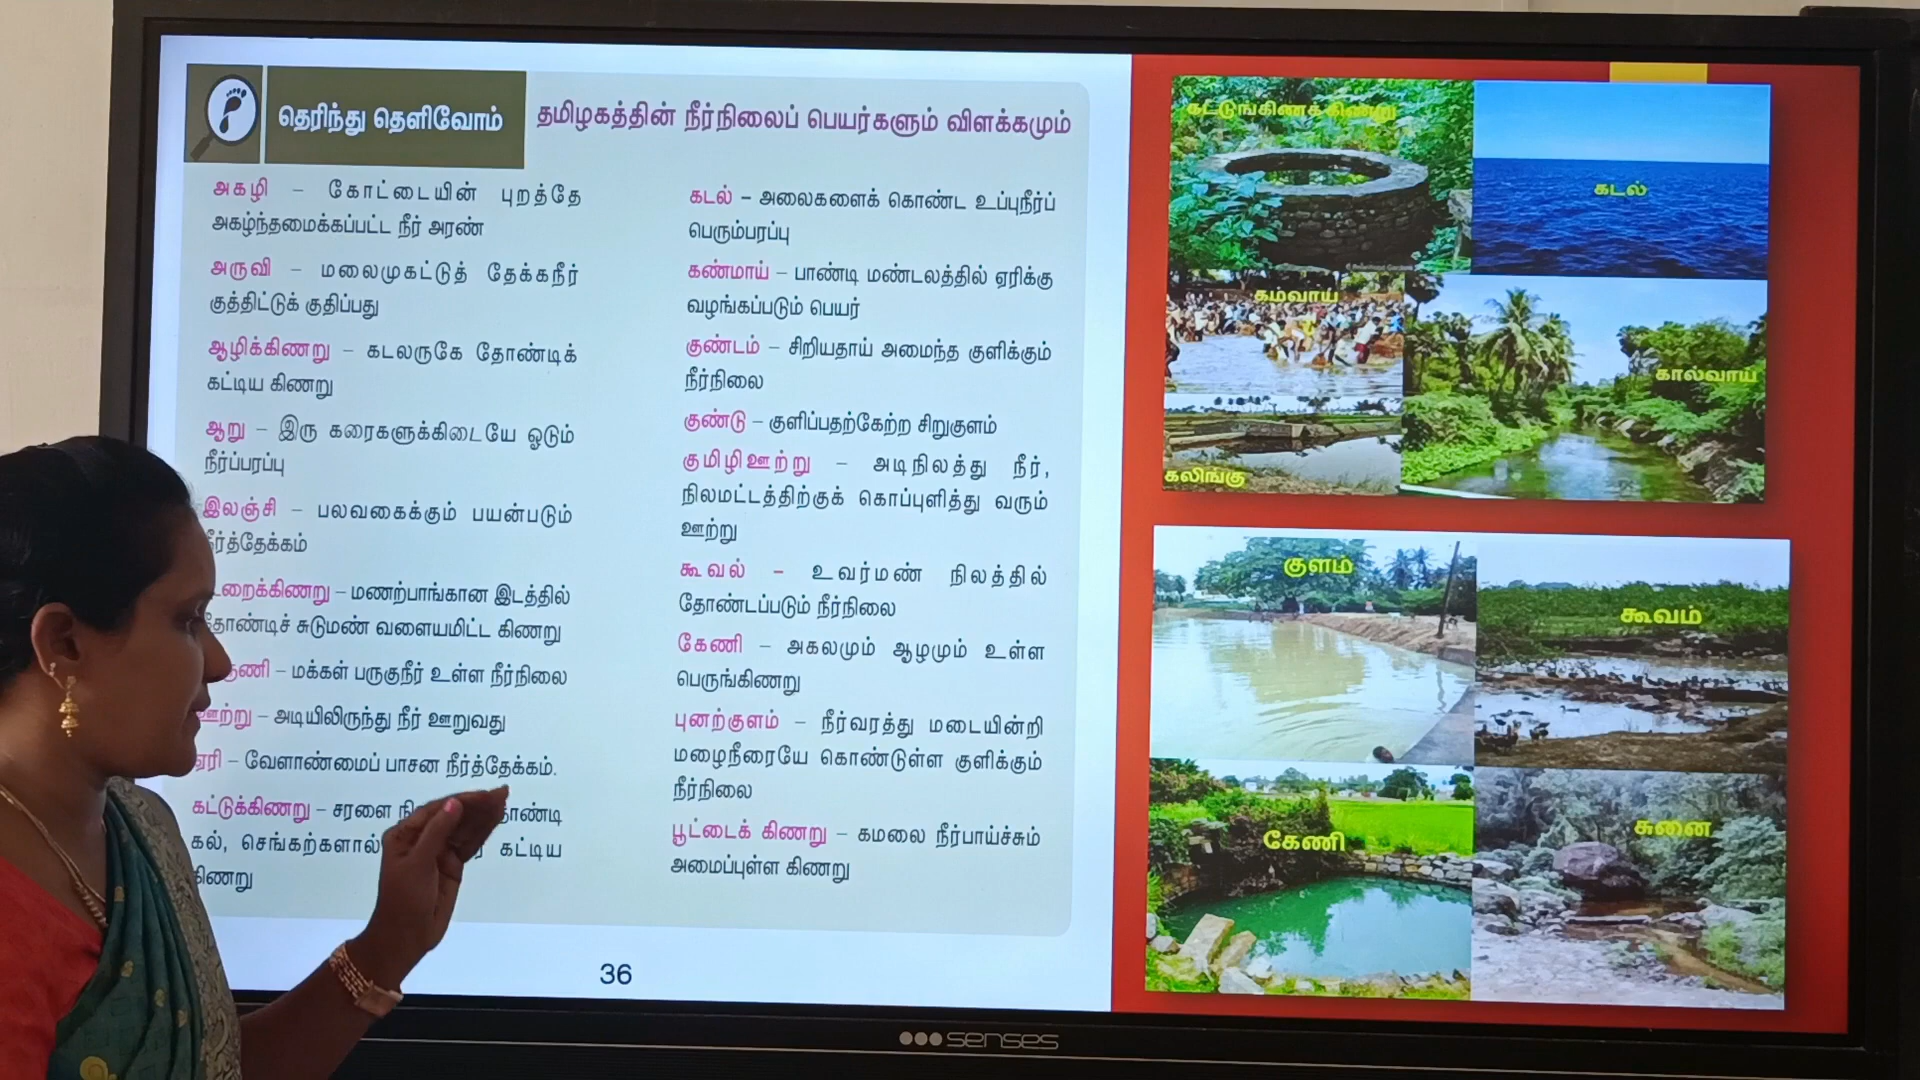 தெரிந்து தெளிவோம்
தமிழகத்தின் நீர்நிலைப் பெயர்களும் விளக்கமும்
அகழி – கோட்டையின் புறத்தே
அகழ்ந்தமைக்கப்பட்ட நீர் அரண்
அருவி – மலைமுகட்டுத் தேக்கநீர்
குத்திட்டுக் குதிப்பது
ஆழிக்கிணறு – கடலருகே தோண்டிக்
கட்டிய கிணறு
ஆறு – இரு கரைகளுக்கிடையே ஓடும்
நீர்ப்பரப்பு
இலஞ்சி – பலவகைக்கும் பயன்படும்
நீர்த்தேக்கம்
– மணற்பாங்கான இடத்தில்
தோண்டிச் சுடுமண் வளையமிட்ட கிணறு
– மக்கள் பருகுநீர் உள்ள நீர்நிலை
ஊற்று – அடியிலிருந்து நீர் ஊறுவது
ஏரி – வேளாண்மைப் பாசன நீர்த்தேக்கம்.
கட்டுக்கிணறு – சரளை
கல், செங்கற்களால் கட்டிய
கிணறு
கடல் – அலைகளைக் கொண்ட உப்புநீர்ப்
பெரும்பரப்பு
கண்மாய் – பாண்டி மண்டலத்தில் ஏரிக்கு
வழங்கப்படும் பெயர்
குண்டம் – சிறியதாய் அமைந்த குளிக்கும்
நீர்நிலை
குண்டு – குளிப்பதற்கேற்ற சிறுகுளம்
குமிழிஊற்று – அடிநிலத்து நீர்,
நிலமட்டத்திற்குக் கொப்புளித்து வரும்
ஊற்று
கூவல் – உவர்மண் நிலத்தில்
தோண்டப்படும் நீர்நிலை
கேணி – அகலமும் ஆழமும் உள்ள
பெருங்கிணறு
புனற்குளம் – நீர்வரத்து மடையின்றி
மழைநீரையே கொண்டுள்ள குளிக்கும்
நீர்நிலை
பூட்டைக் கிணறு – கமலை நீர்பாய்ச்சும்
அமைப்புள்ள கிணறு
36
கட்டுங்கிணக் கிணறு
கடல்
கம்வாய்
கால்வாய்
கலிங்கு
குளம்
கூவம்
கேணி
சுனை
senses